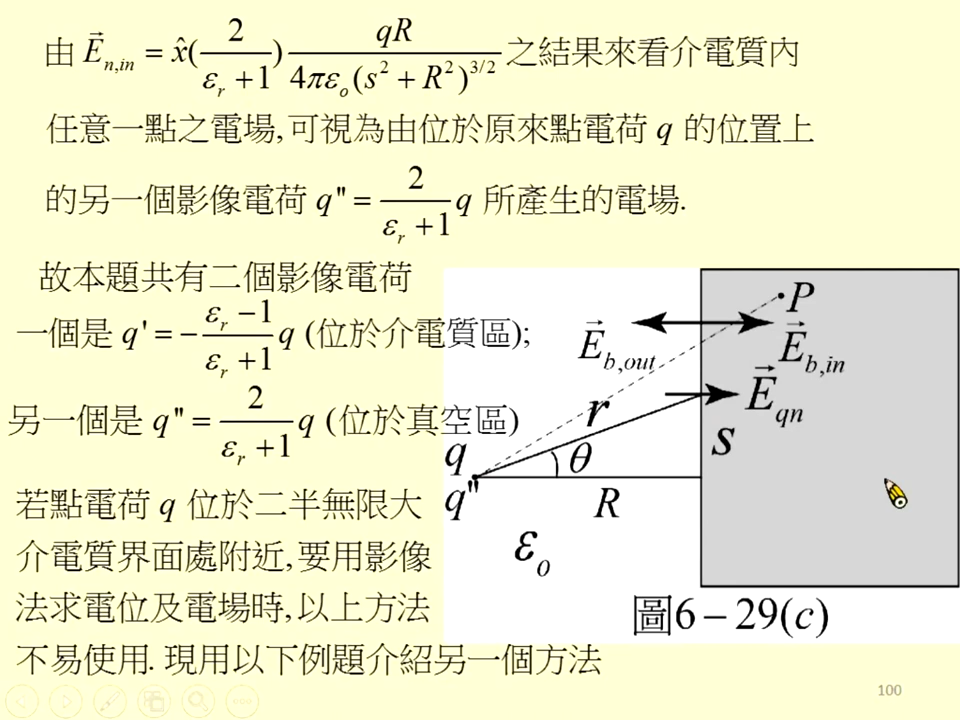 由 E⃗n,in = x̂(2/(εr+1)) qR/(4πεo(s²+R²)^3/2) 之結果來看介電質內
任意一點之電場,可視為由位於原來點電荷 q 的位置上
的另一個影像電荷 q" = 2/(εr+1) q 所產生的電場.
故本題共有二個影像電荷
一個是 q' = −(εr−1)/(εr+1) q (位於介電質區);
另一個是 q" = 2/(εr+1) q (位於真空區)
若點電荷 q 位於二半無限大
介電質界面處附近,要用影像
法求電位及電場時,以上方法
不易使用. 現用以下例題介紹另一個方法
P
E⃗b,out
E⃗b,in
E⃗qn
r
s
q
θ
q"
R
εo
圖6－29(c)
100